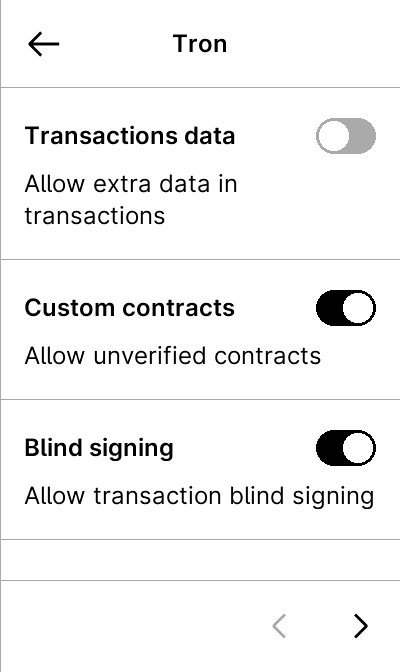 Tron
Transactions data
Allow extra data in
transactions
Custom contracts
Allow unverified contracts
Blind signing
Allow transaction blind signing